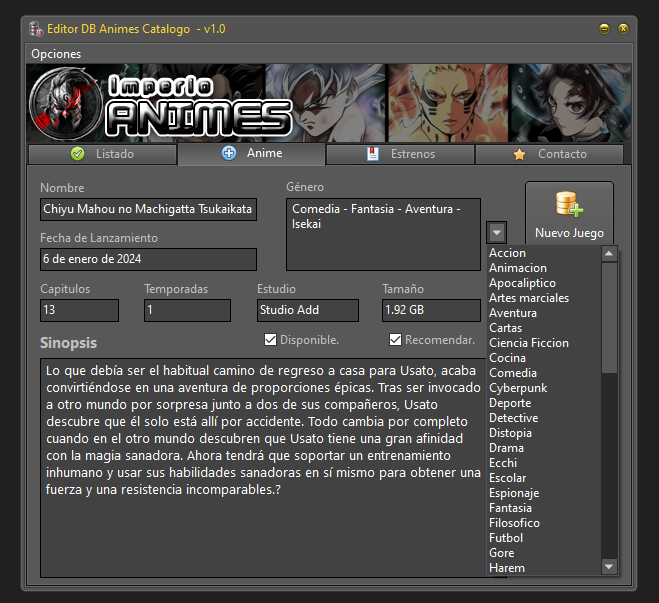 Editor DB Animes Catalogo - v1.0
Opciones
Imperio
ANIMES
Listado
Anime
Estrenos
Contacto
Nombre
Chiyu Mahou no Machigatta Tsukaikata
Género
Comedia - Fantasia - Aventura -
Isekai
Nuevo Juego
Fecha de Lanzamiento
6 de enero de 2024
Capitulos
Temporadas
Estudio
Tamaño
13
1
Studio Add
1.92 GB
Sinopsis
Disponible.
Recomendar.
Lo que debía ser el habitual camino de regreso a casa para Usato, acaba
convirtiéndose en una aventura de proporciones épicas. Tras ser invocado
a otro mundo por sorpresa junto a dos de sus compañeros, Usato
descubre que él solo está allí por accidente. Todo cambia por completo
cuando en el otro mundo descubren que Usato tiene una gran afinidad
con la magia sanadora. Ahora tendrá que soportar un entrenamiento
inhumano y usar sus habilidades sanadoras en sí mismo para obtener una
fuerza y una resistencia incomparables.?
Accion
Animacion
Apocaliptico
Artes marciales
Aventura
Cartas
Ciencia Ficcion
Cocina
Comedia
Cyberpunk
Deporte
Detective
Distopia
Drama
Ecchi
Escolar
Espionaje
Fantasia
Filosofico
Futbol
Gore
Harem